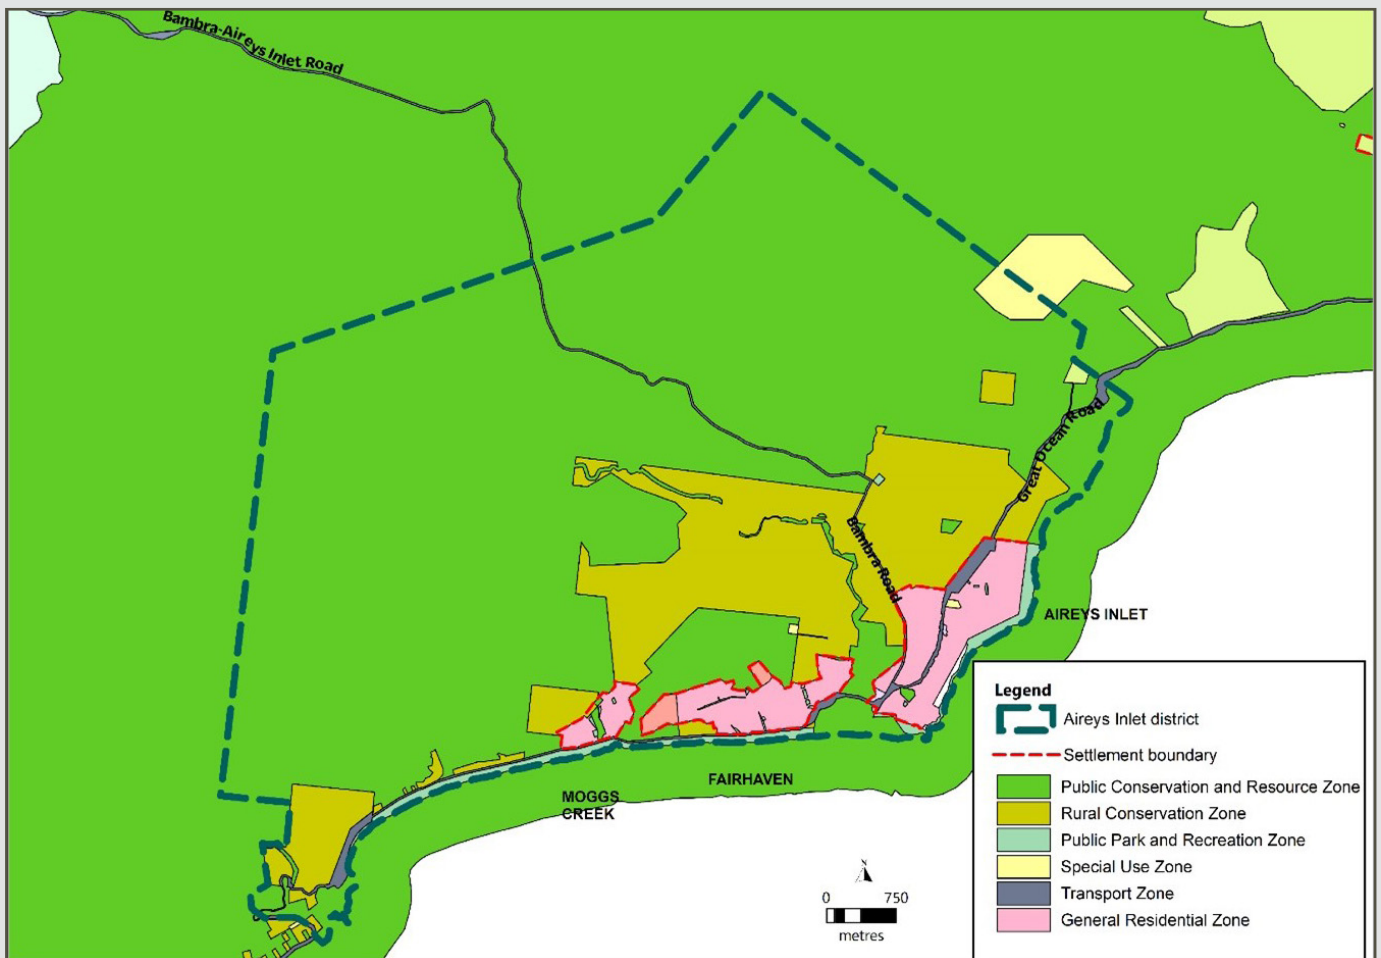 Bambra-Aireys Inlet Road
Great Ocean Road
Bambra Road
AIREYS INLET
FAIRHAVEN
MOGGS
CREEK
N
0 750
metres
Legend
Aireys Inlet district
Settlement boundary
Public Conservation and Resource Zone
Rural Conservation Zone
Public Park and Recreation Zone
Special Use Zone
Transport Zone
General Residential Zone